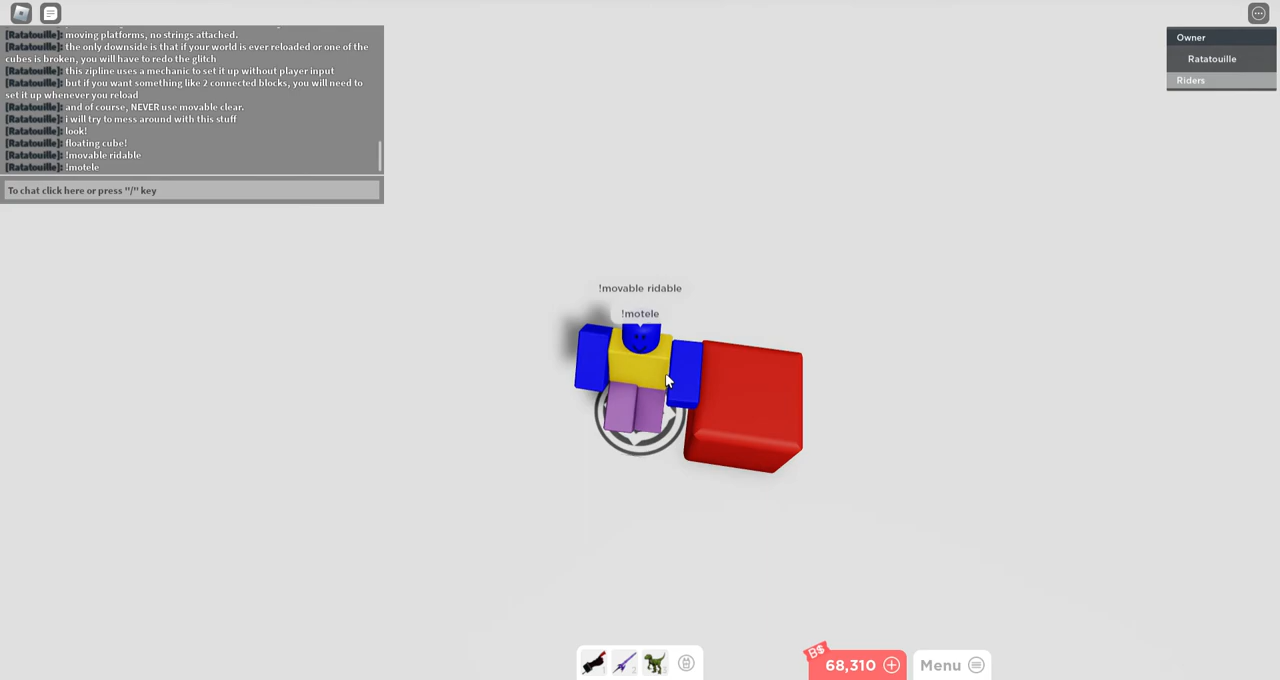 [Ratatouille]: moving platforms, no strings attached.
[Ratatouille]: the only downside is that if your world is ever reloaded or one of the
cubes is broken, you will have to redo the glitch
[Ratatouille]: this zipline uses a mechanic to set it up without player input
[Ratatouille]: but if you want something like 2 connected blocks, you will need to
set it up whenever you reload
[Ratatouille]: and of course, NEVER use movable clear.
[Ratatouille]: i will try to mess around with this stuff
[Ratatouille]: look!
[Ratatouille]: floating cube!
[Ratatouille]: !movable ridable
[Ratatouille]: !motele
To chat click here or press "/" key
Owner
Ratatouille
Riders
!movable ridable
!motele
1
2
3
B$
68,310
Menu